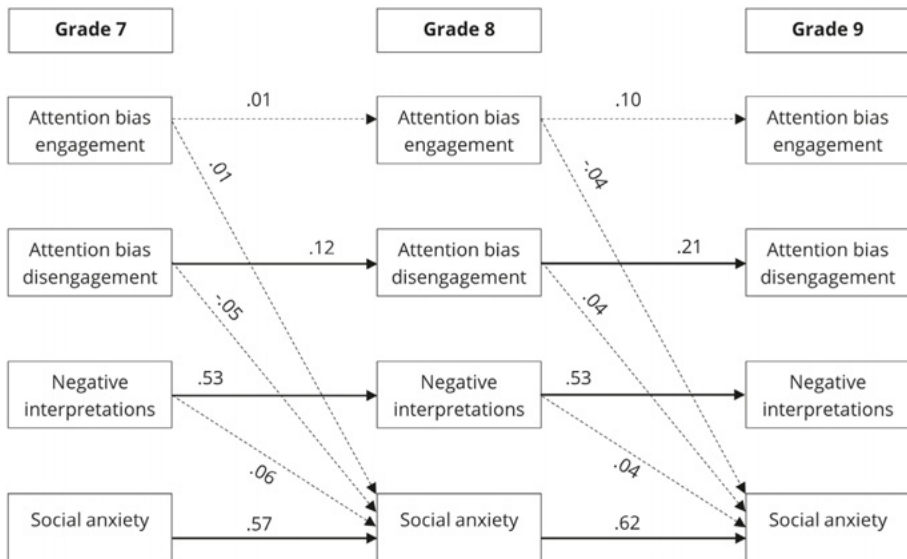 Grade 7
Grade 8
Grade 9
Attention bias
engagement
.01
Attention bias
engagement
.10
Attention bias
engagement
.01
-.04
Attention bias
disengagement
.12
Attention bias
disengagement
.21
Attention bias
disengagement
-.05
.04
Negative
interpretations
.53
Negative
interpretations
.53
Negative
interpretations
.06
.04
Social anxiety
.57
Social anxiety
.62
Social anxiety